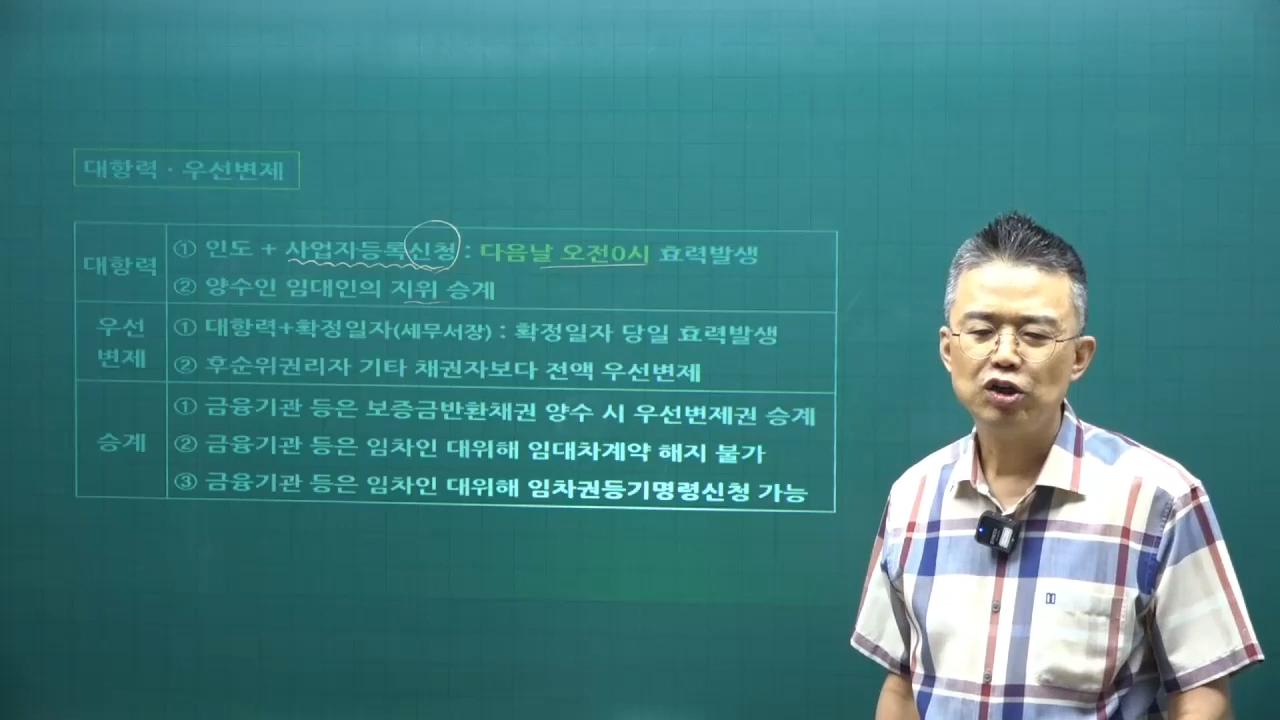 대항력 · 우선변제
대항력
① 인도 + 사업자등록신청 : 다음날 오전0시 효력발생
② 양수인 임대인의 지위 승계
우선
변제
① 대항력+확정일자(세무서장) : 확정일자 당일 효력발생
② 후순위권리자 기타 채권자보다 전액 우선변제
승계
① 금융기관 등은 보증금반환채권 양수 시 우선변제권 승계
② 금융기관 등은 임차인 대위해 임대차계약 해지 불가
③ 금융기관 등은 임차인 대위해 임차권등기명령신청 가능